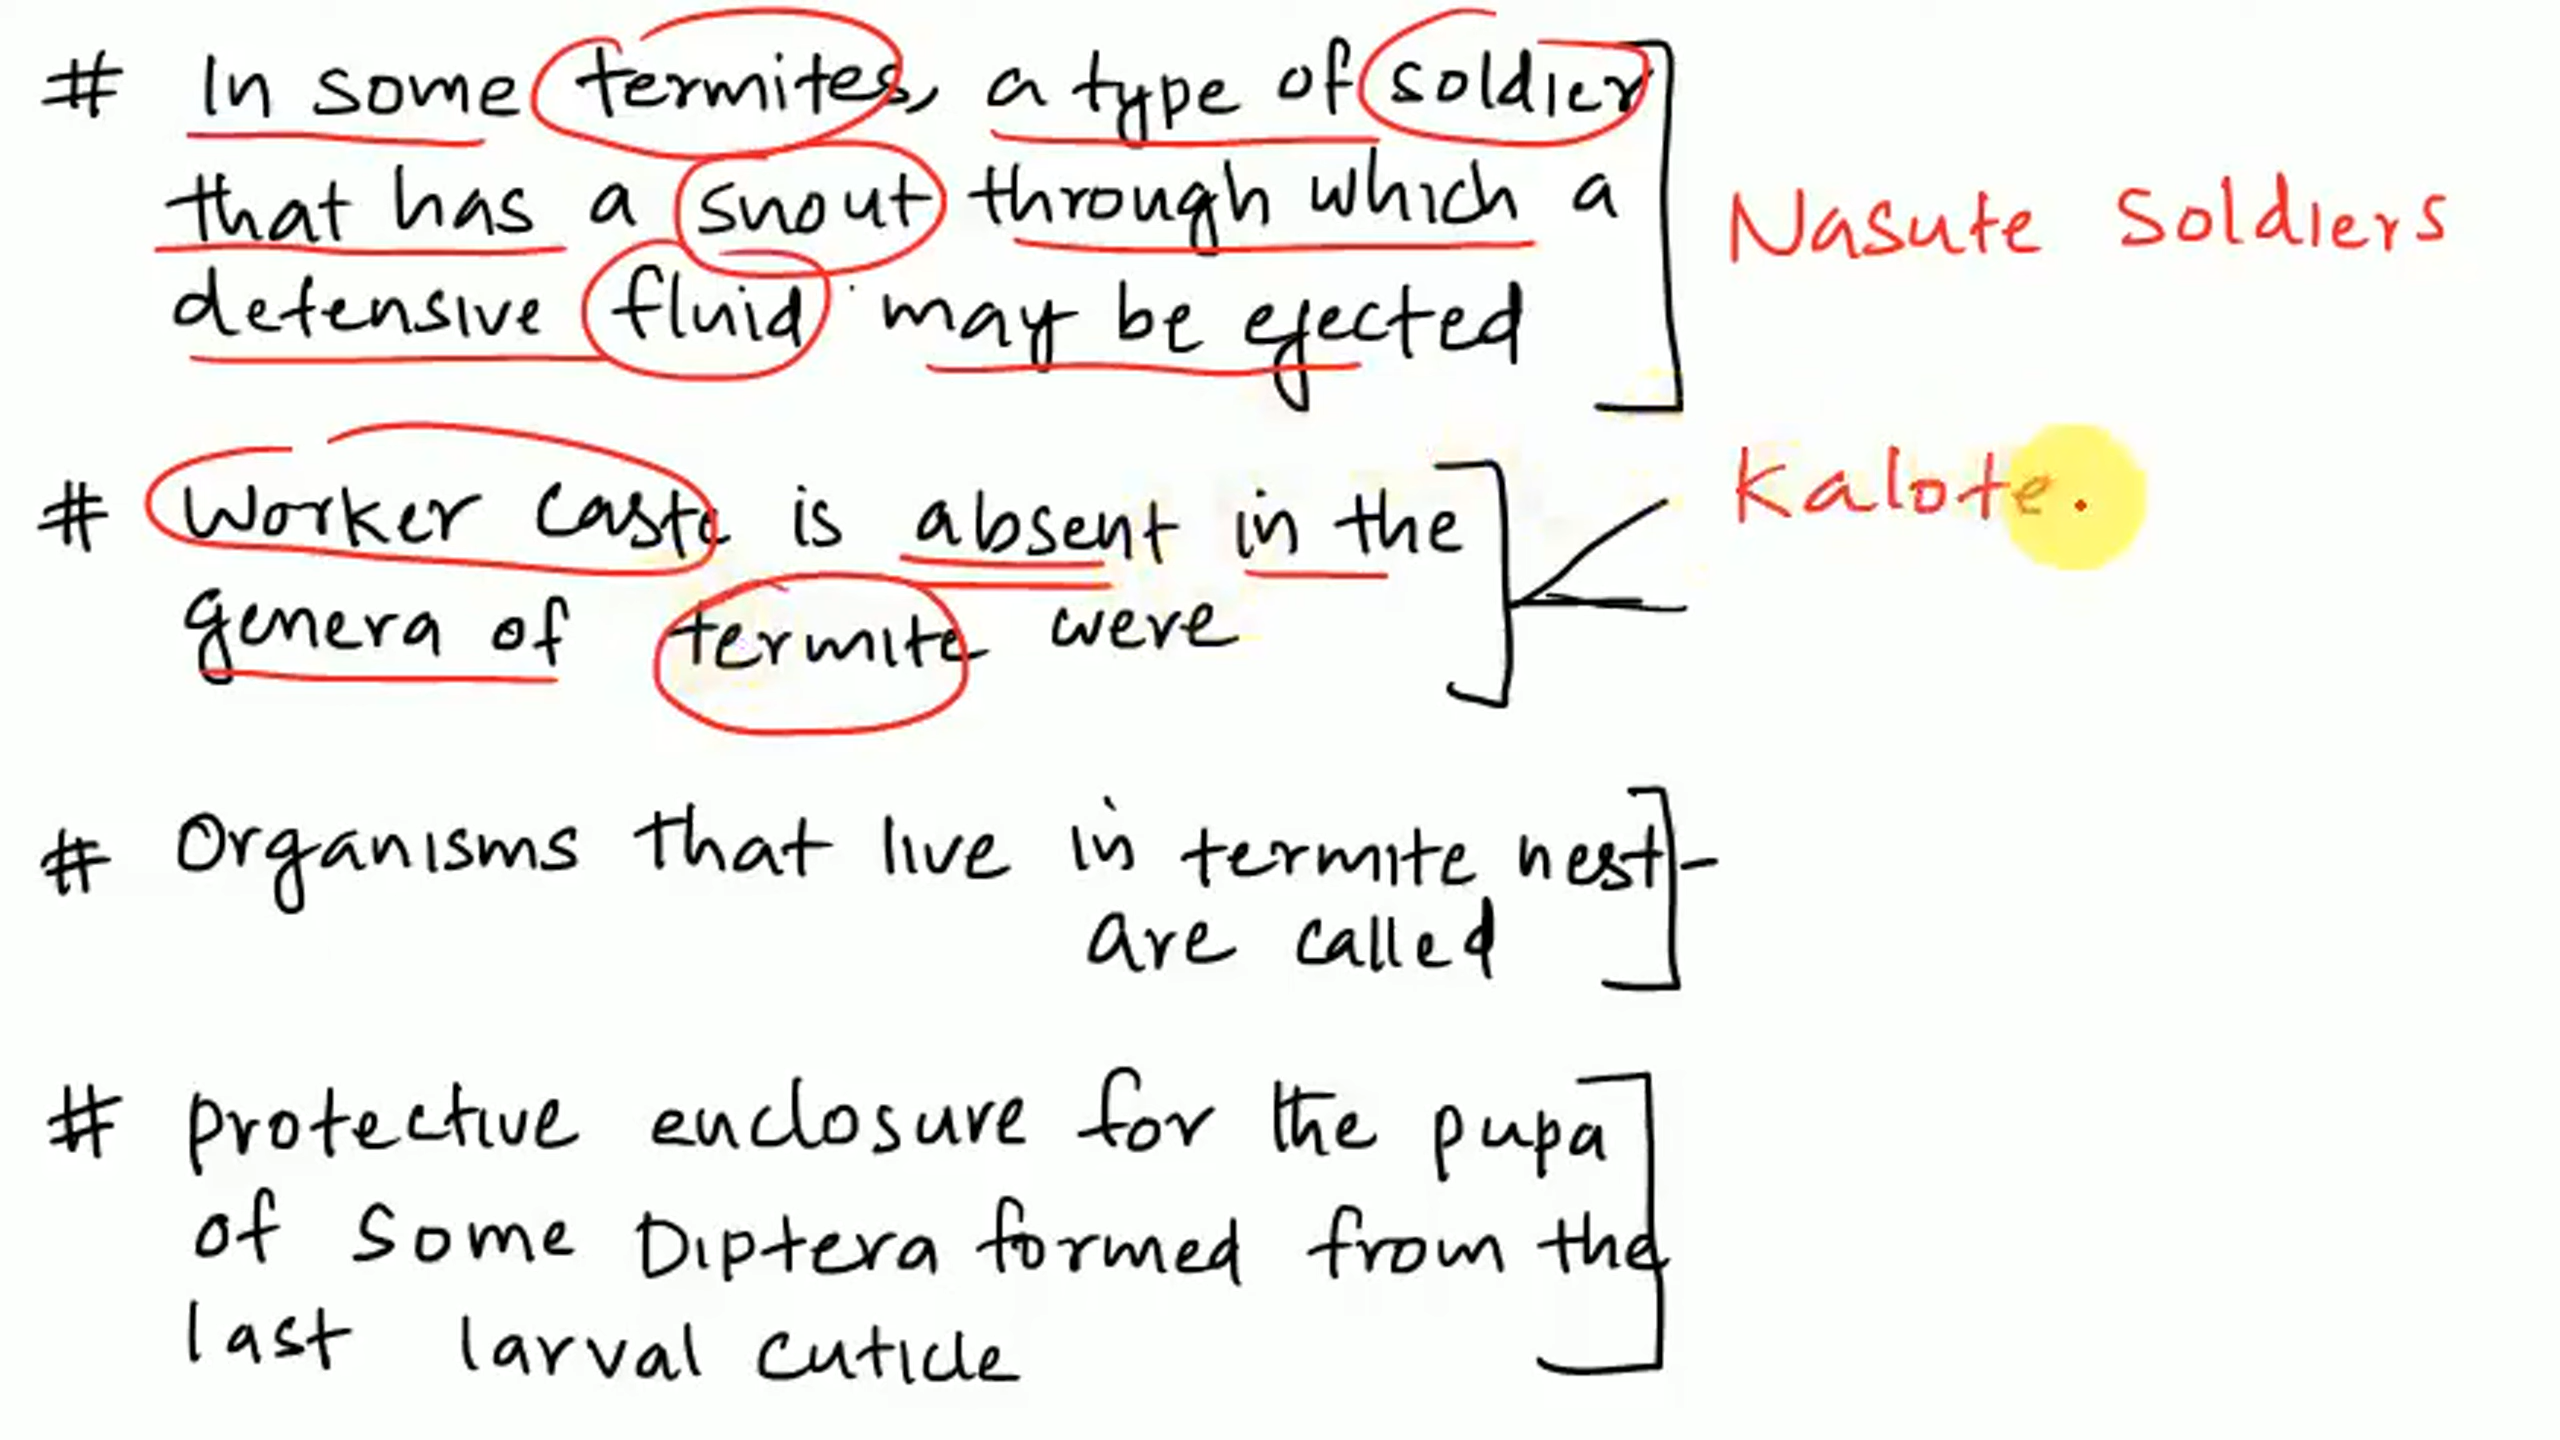 # In some termites, a type of soldier
that has a snout through which a
defensive fluid may be ejected
Nasute Soldiers
# Worker caste is absent in the
genera of termite were
Kalote.
# Organisms that live in termite nest -
are called
# protective enclosure for the pupa
of some Diptera formed from the
last larval cuticle